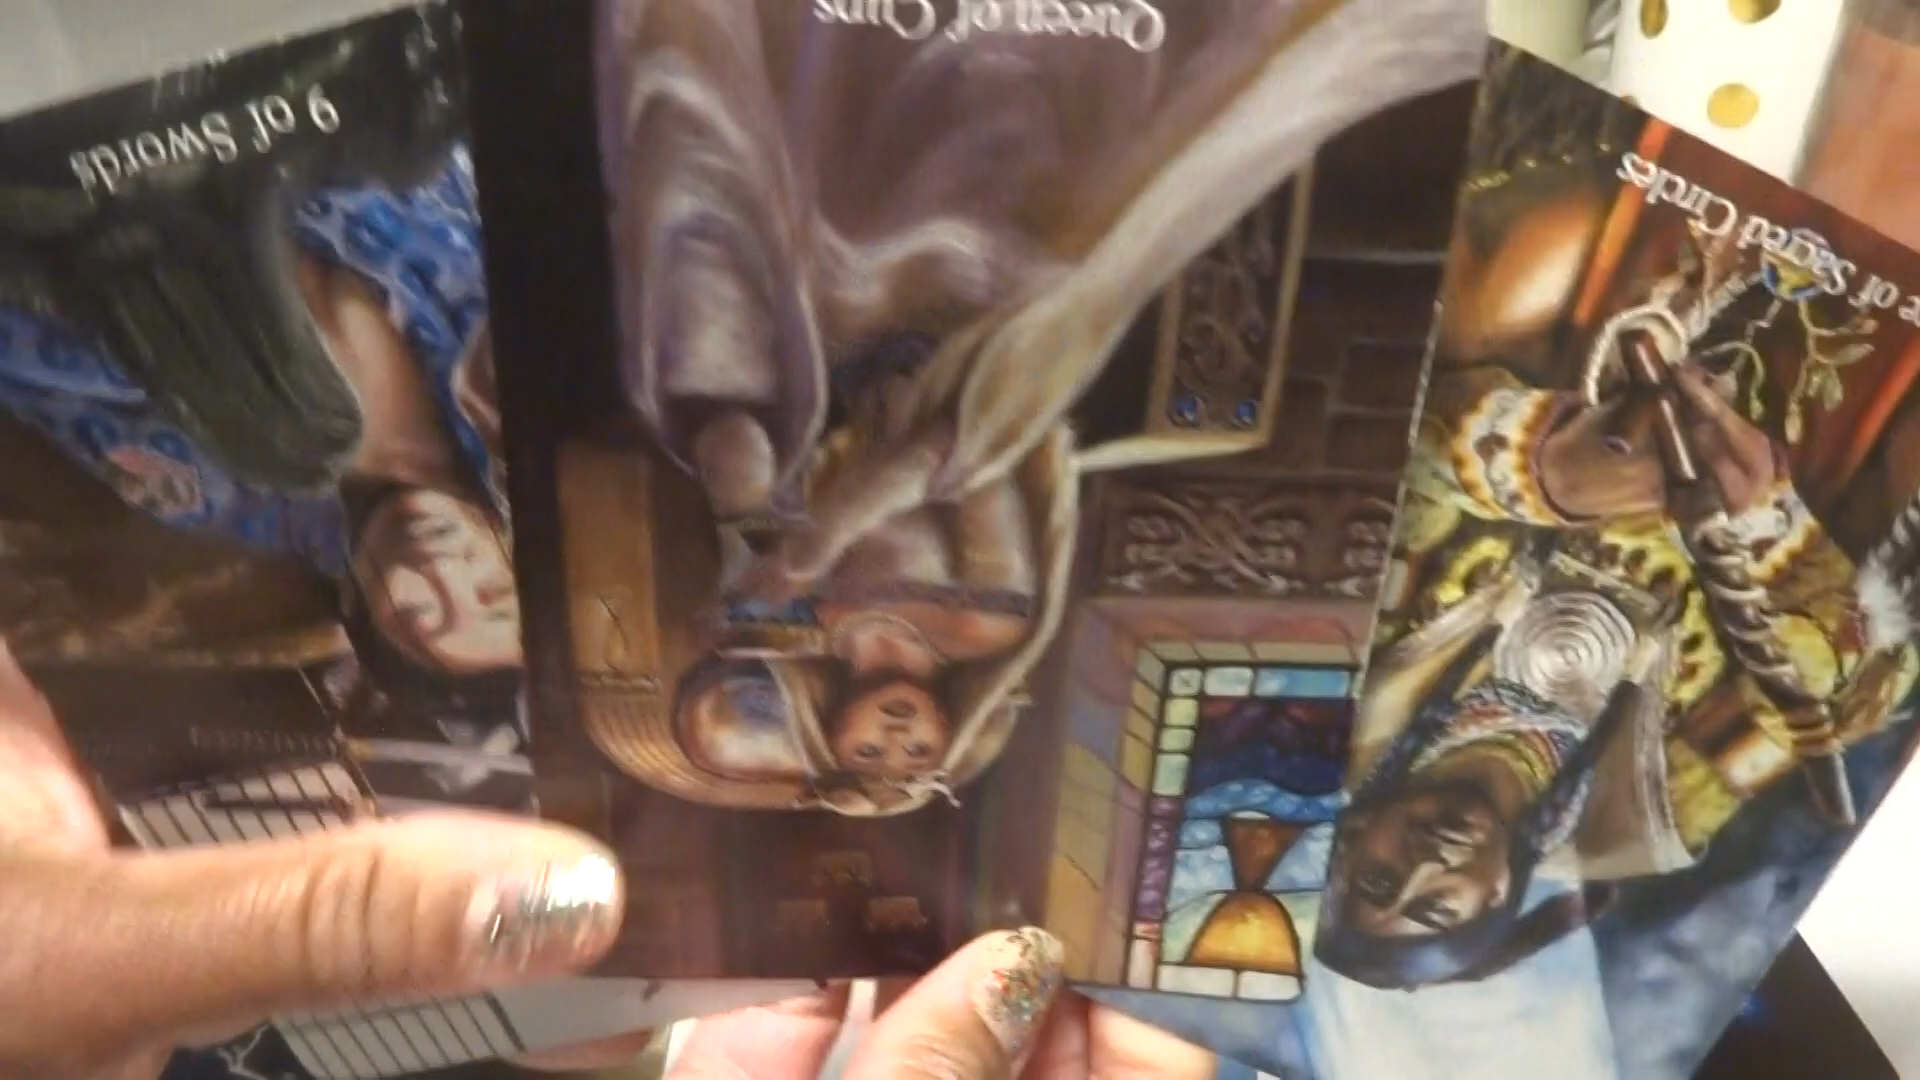 9 of Swords
Queen of Cups
of Sacred Circles